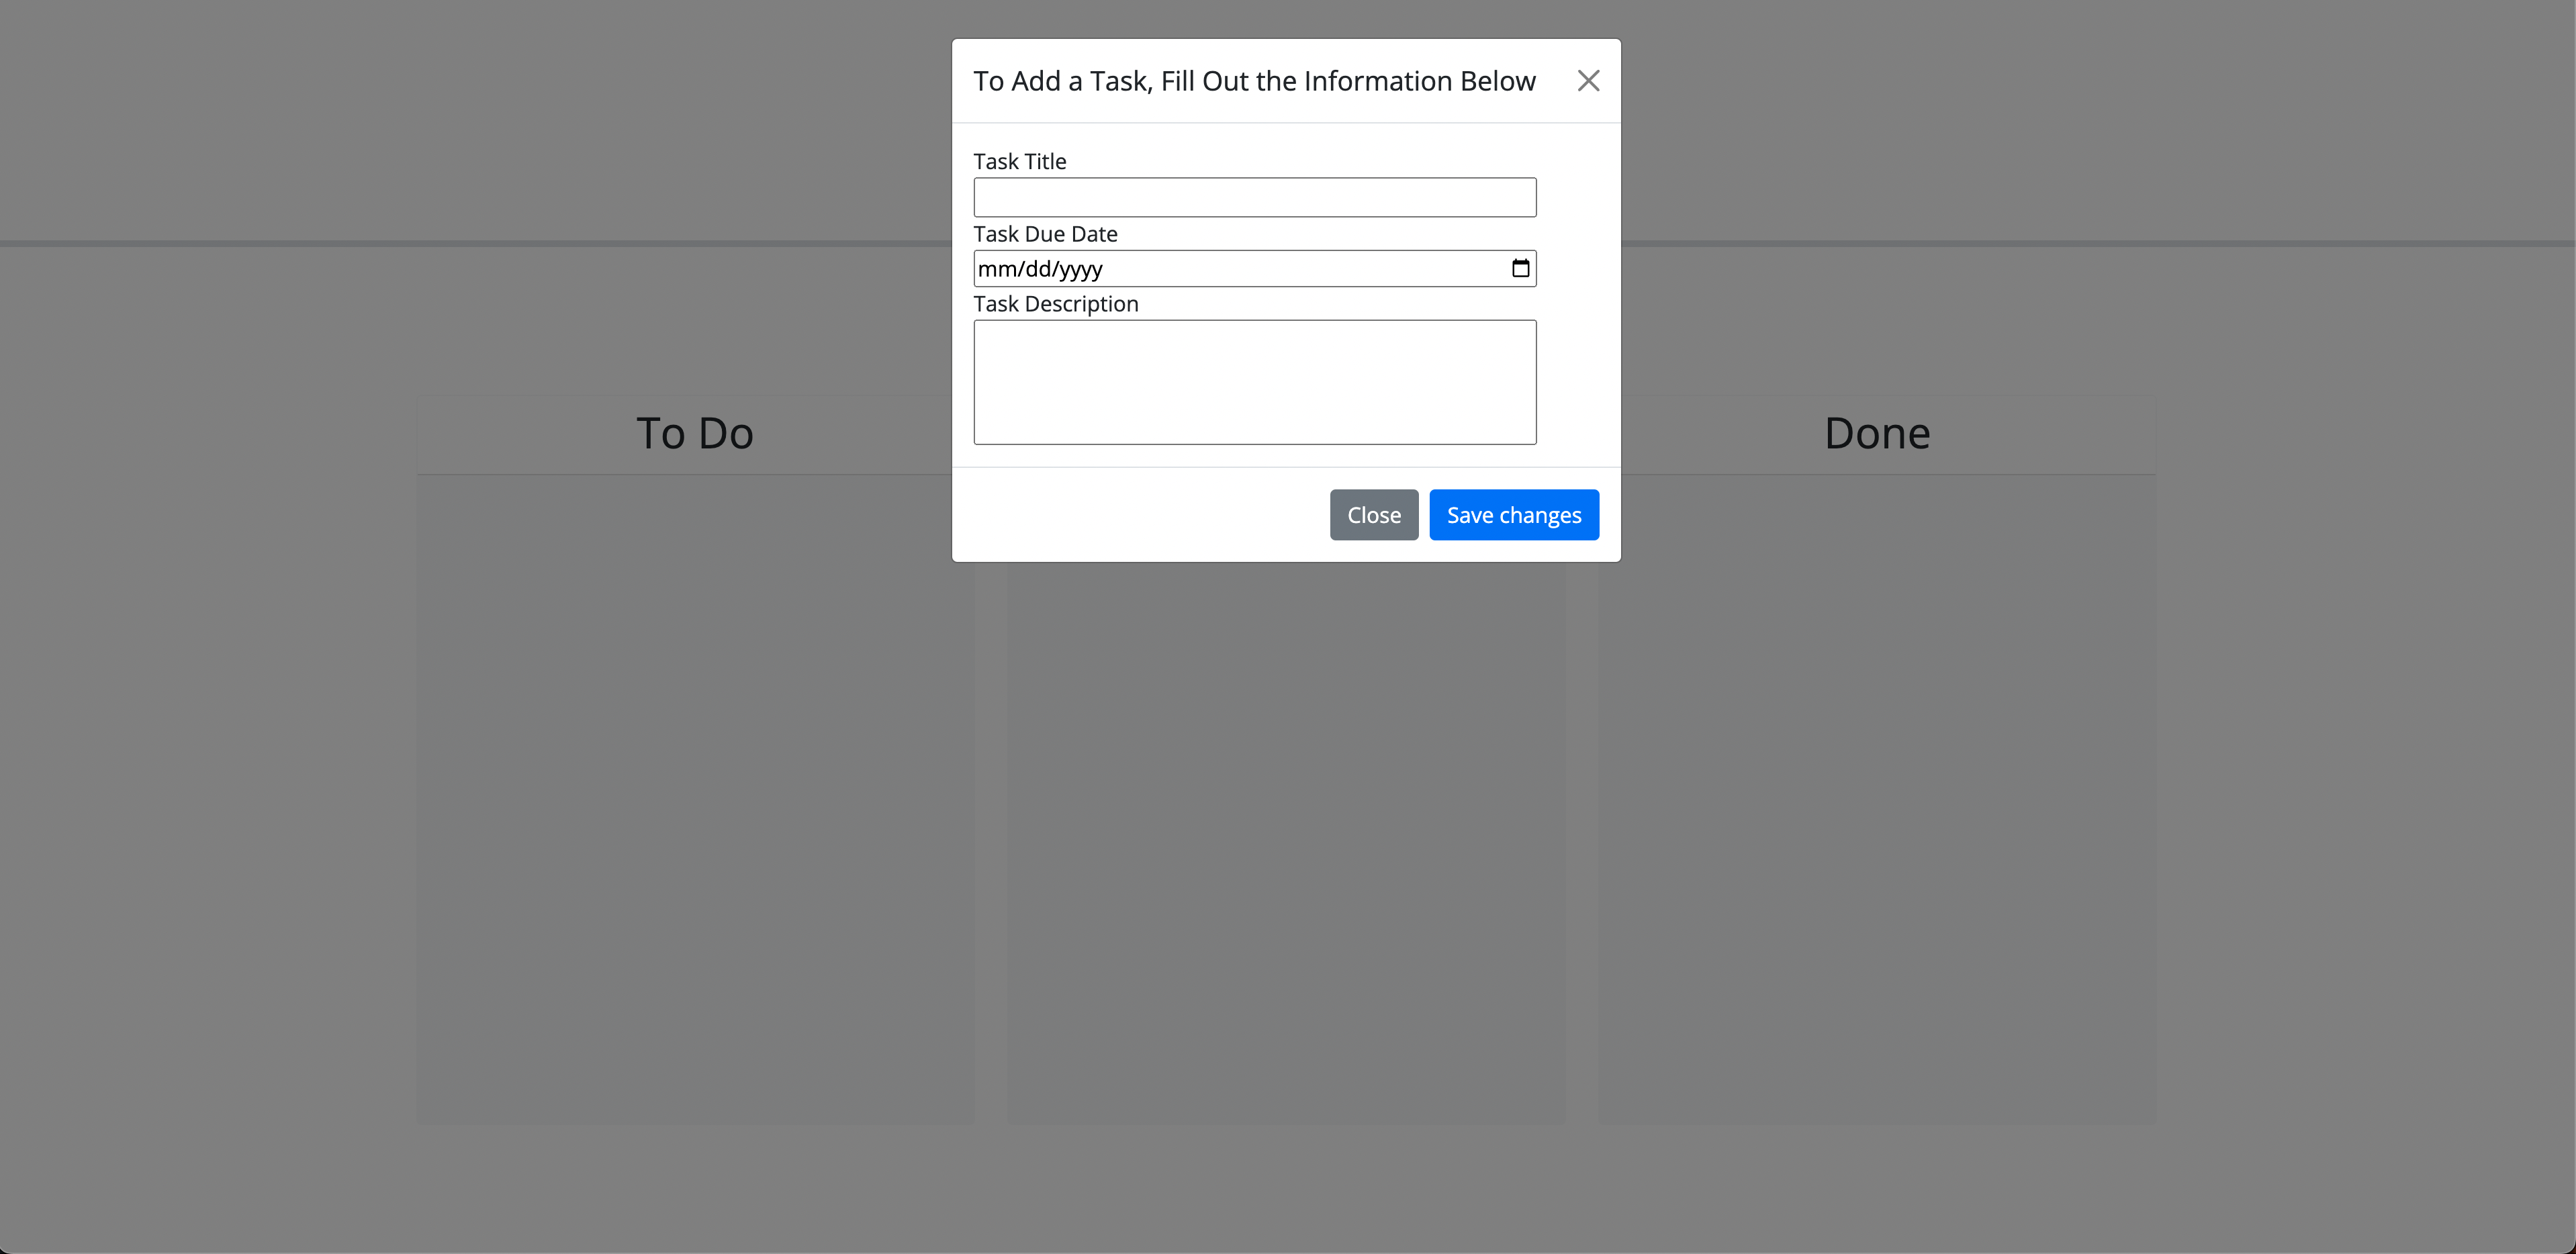 To Add a Task, Fill Out the Information Below
Task Title
Task Due Date
mm/dd/yyyy
Task Description
Close Save changes
To Do
Done